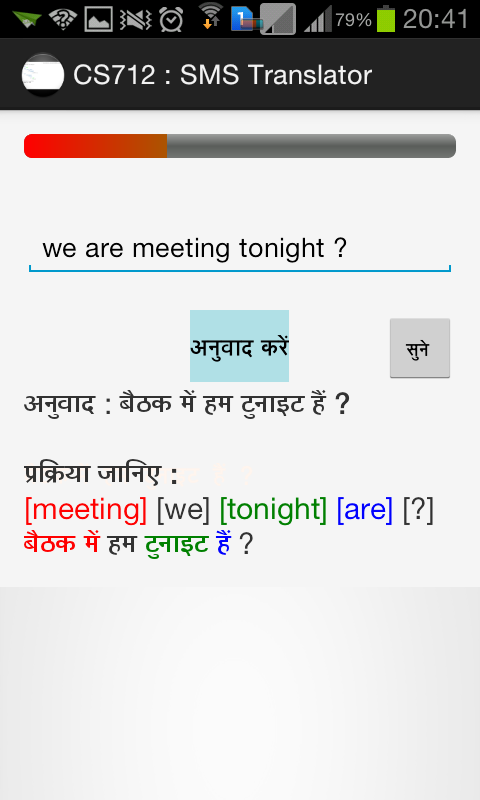 79% 20:41
CS712 : SMS Translator
we are meeting tonight ?
अनुवाद करें
सुने
अनुवाद : बैठक में हम टुनाइट हैं ?
प्रक्रिया जानिए :
[meeting] [we] [tonight] [are] [?]
बैठक में हम टुनाइट हैं ?